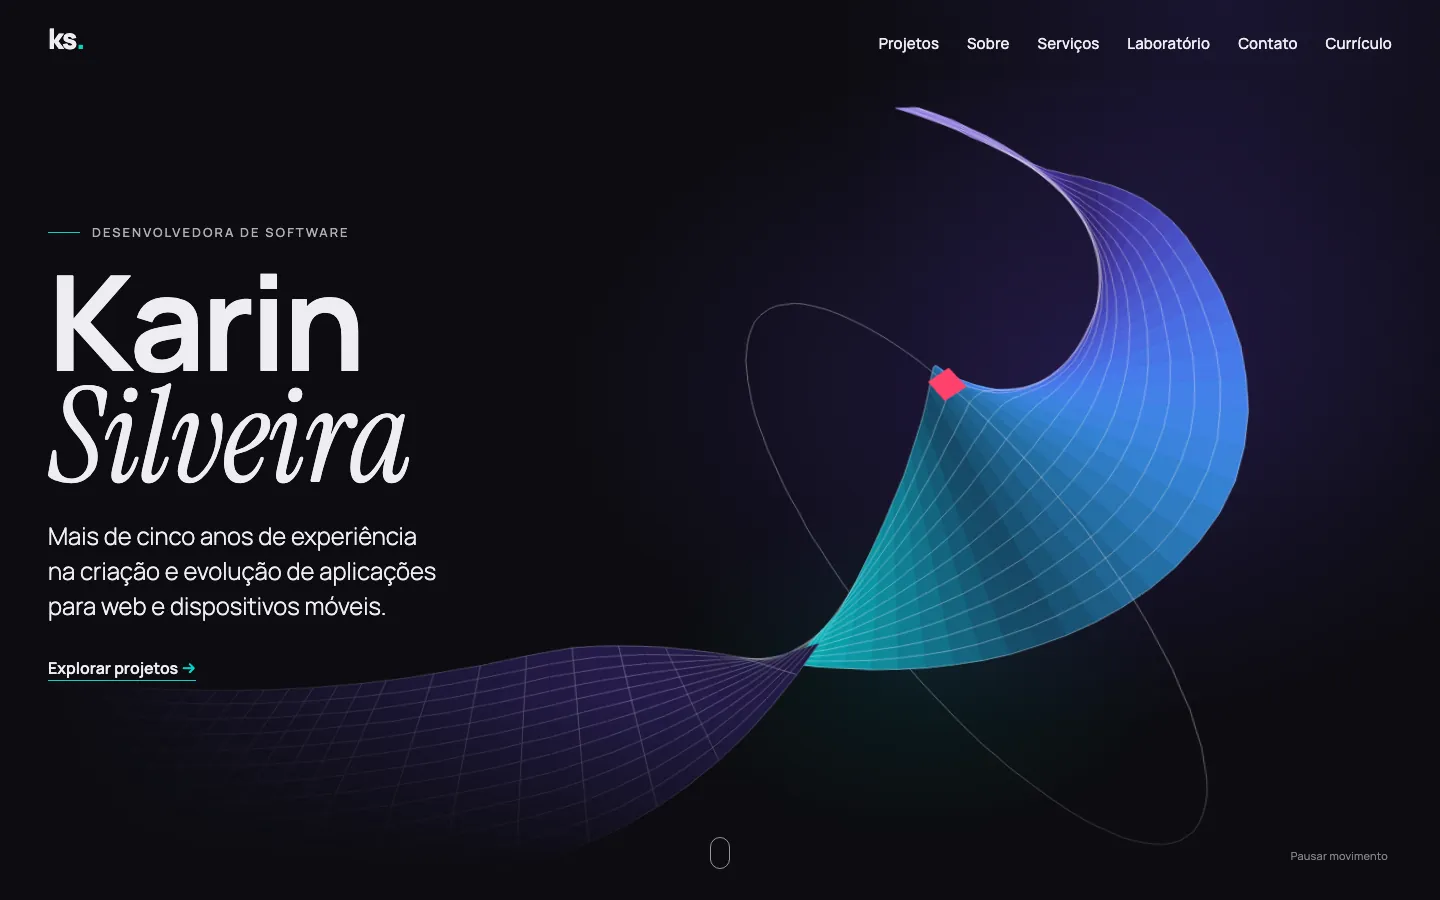 ks.
Projetos Sobre Serviços Laboratório Contato Currículo
DESENVOLVEDORA DE SOFTWARE
Karin
Silveira
Mais de cinco anos de experiência
na criação e evolução de aplicações
para web e dispositivos móveis.
Explorar projetos →
Pausar movimento